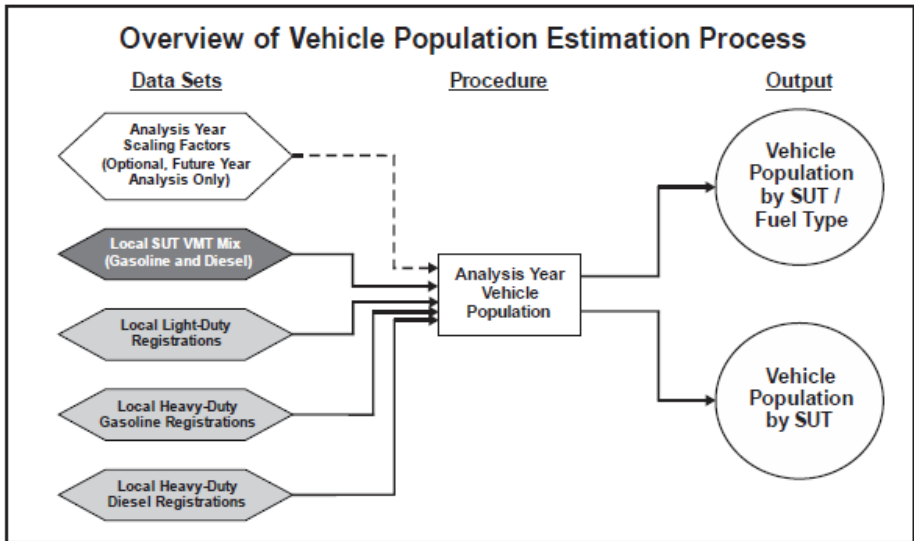 Overview of Vehicle Population Estimation Process
Data Sets
Procedure
Output
Analysis Year
Scaling Factors
(Optional, Future Year
Analysis Only)
Local SUT VMT Mix
(Gasoline and Diesel)
Local Light-Duty
Registrations
Local Heavy-Duty
Gasoline Registrations
Local Heavy-Duty
Diesel Registrations
Analysis Year
Vehicle
Population
Vehicle
Population
by SUT /
Fuel Type
Vehicle
Population
by SUT